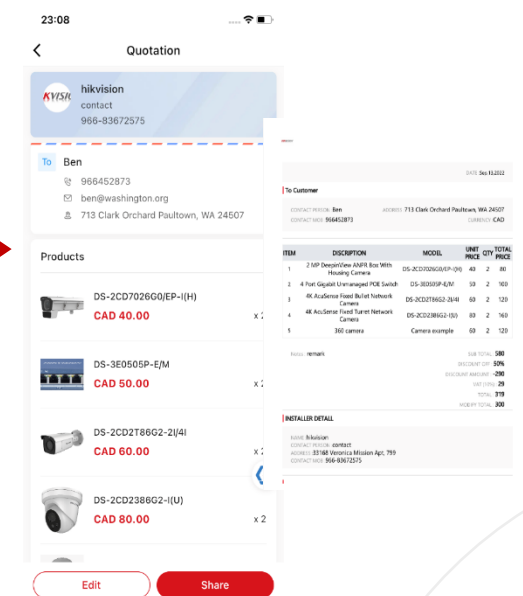 23:08
Quotation
KVISI
hikvision
contact
966-83672575
To Ben
966452873
ben@washington.org
713 Clark Orchard Paultown, WA 24507
Products
DS-2CD7026G0/EP-I(H)
CAD 40.00
x 2
DS-3E0505P-E/M
CAD 50.00
x 2
DS-2CD2T86G2-2I/4I
CAD 60.00
x 2
DS-2CD2386G2-I(U)
CAD 80.00
x 2
Edit
Share
DATE: Sep 13,2022
To Customer
CONTACT PERSON: Ben ADDRESS: 713 Clark Orchard Paultown, WA 24507
CONTACT MOB: 966452873 CURRENCY: CAD
ITEM DISCRIPTION MODEL UNIT PRICE QTY TOTAL PRICE
1 2 MP DeepinView ANPR Box With Housing Camera DS-2CD7026G0/EP-I(H) 40 2 80
2 4 Port Gigabit Unmanaged POE Switch DS-3E0505P-E/M 50 2 100
3 4K AcuSense Fixed Bullet Network Camera DS-2CD2T86G2-2I/4I 60 2 120
4 4K AcuSense Fixed Turret Network Camera DS-2CD2386G2-I(U) 80 2 160
5 360 camera Camera example 60 2 120
Notes: remark
SUB TOTAL: 580
DISCOUNT OFF: 50%
DISCOUNT AMOUNT: -290
VAT (10%): 29
TOTAL: 319
MODIFY TOTAL: 300
INSTALLER DETALL
NAME: hikvision
CONTACT PERSON: contact
ADDRESS: 33168 Veronica Mission Apt, 799
CONTACT MOB: 966-83672575